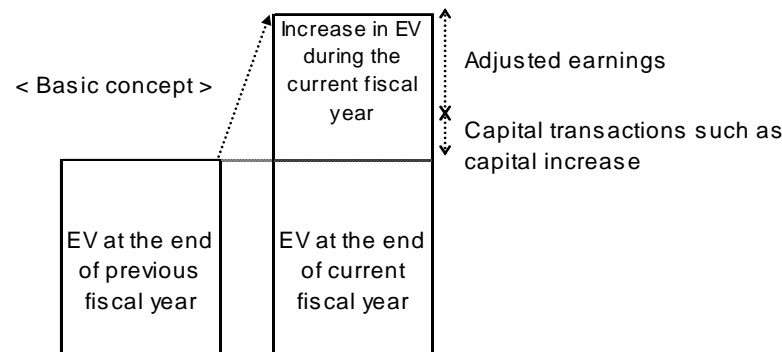 < Basic concept >
Increase in EV
during the
current fiscal
year
Adjusted earnings
Capital transactions such as
capital increase
EV at the end
of previous
fiscal year
EV at the end
of current
fiscal year